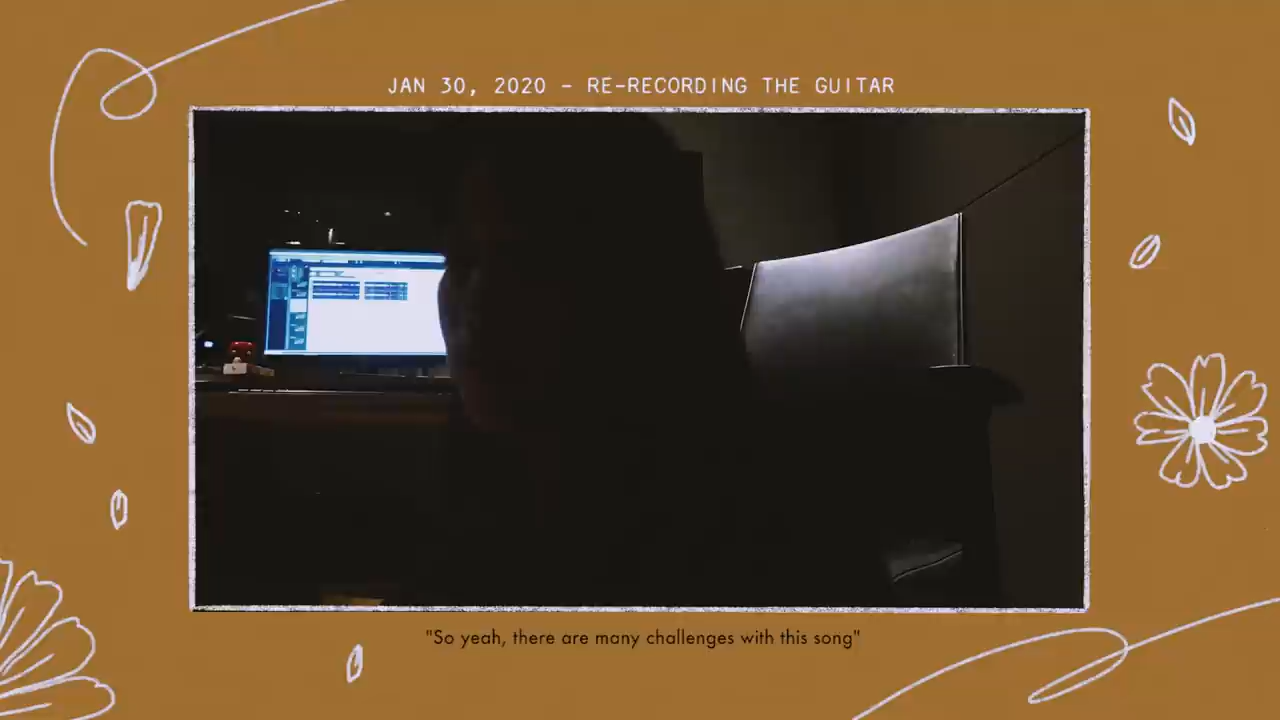 JAN 30, 2020 - RE-RECORDING THE GUITAR
"So yeah, there are many challenges with this song"